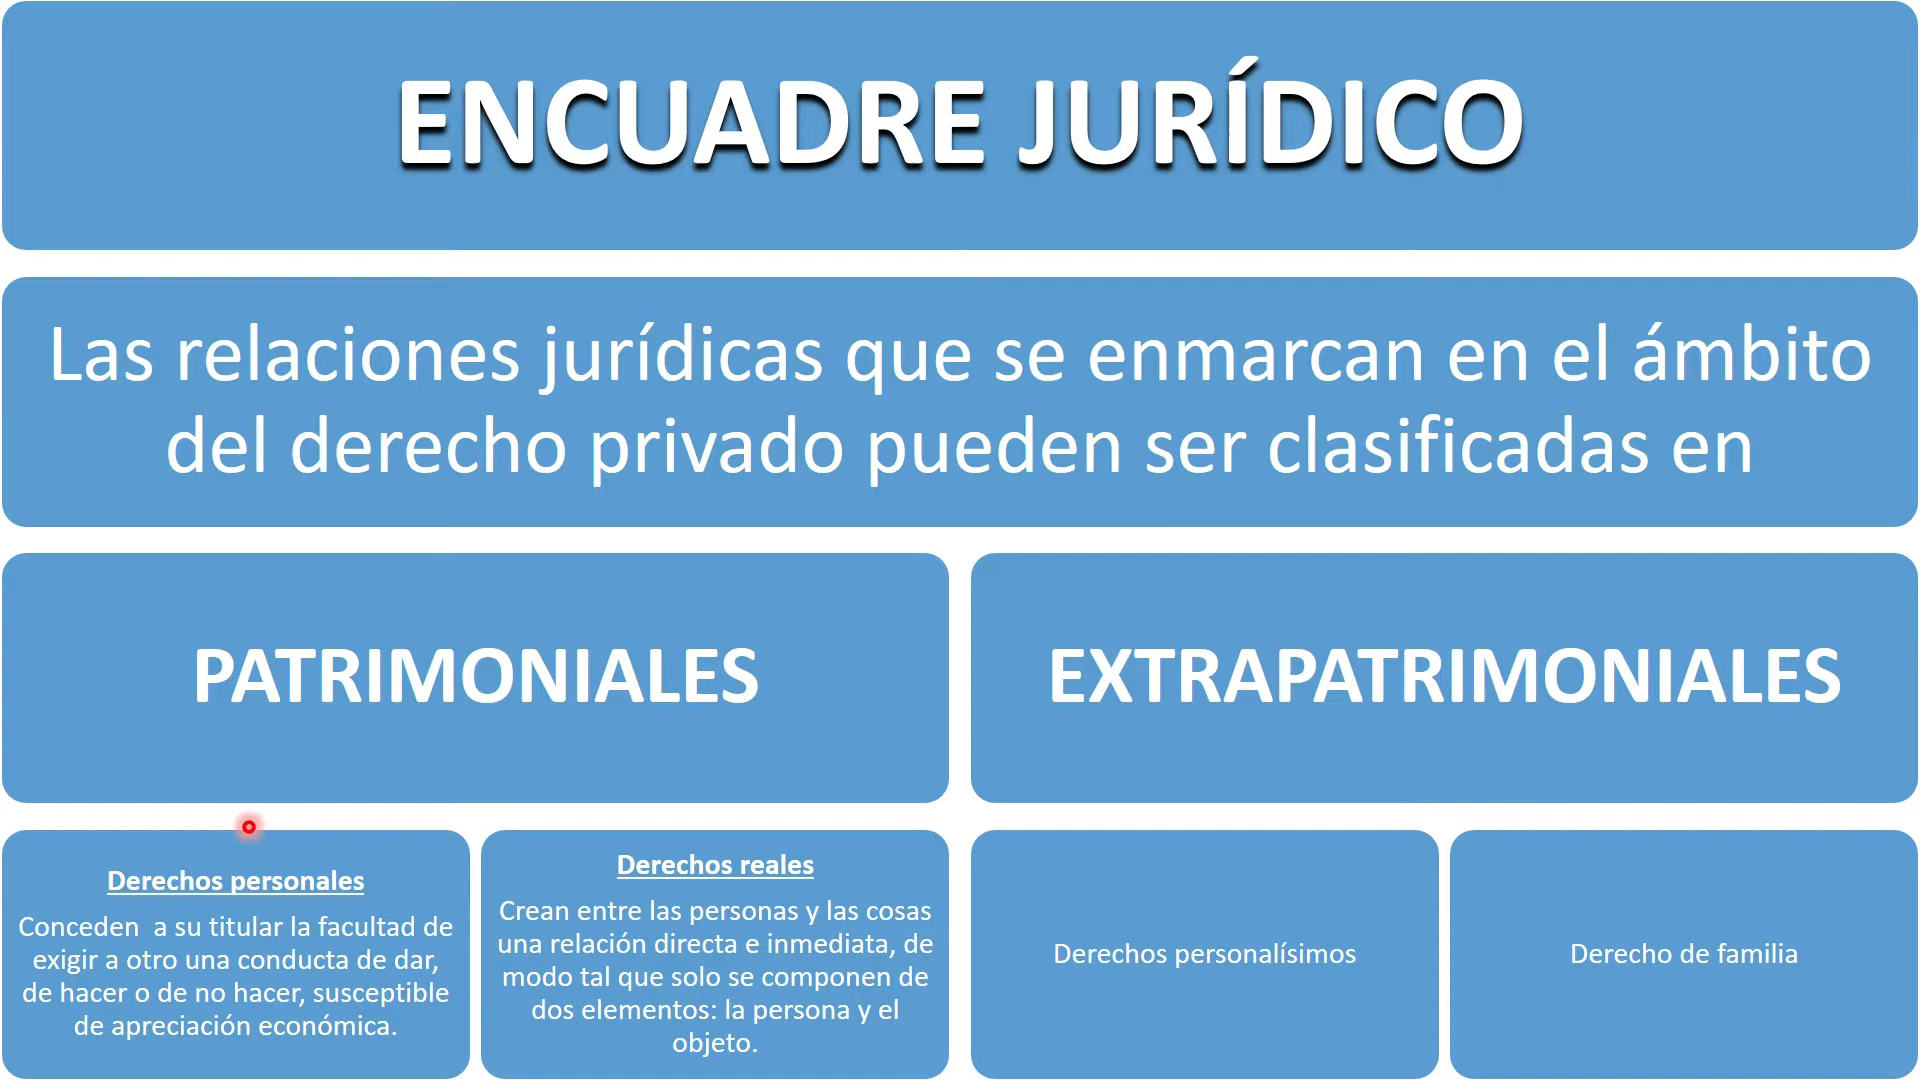 ENCUADRE JURÍDICO
Las relaciones jurídicas que se enmarcan en el ámbito
del derecho privado pueden ser clasificadas en
PATRIMONIALES
EXTRAPATRIMONIALES
Derechos personales
Conceden a su titular la facultad de
exigir a otro una conducta de dar,
de hacer o de no hacer, susceptible
de apreciación económica.
Derechos reales
Crean entre las personas y las cosas
una relación directa e inmediata, de
modo tal que solo se componen de
dos elementos: la persona y el
objeto.
Derechos personalísimos
Derecho de familia